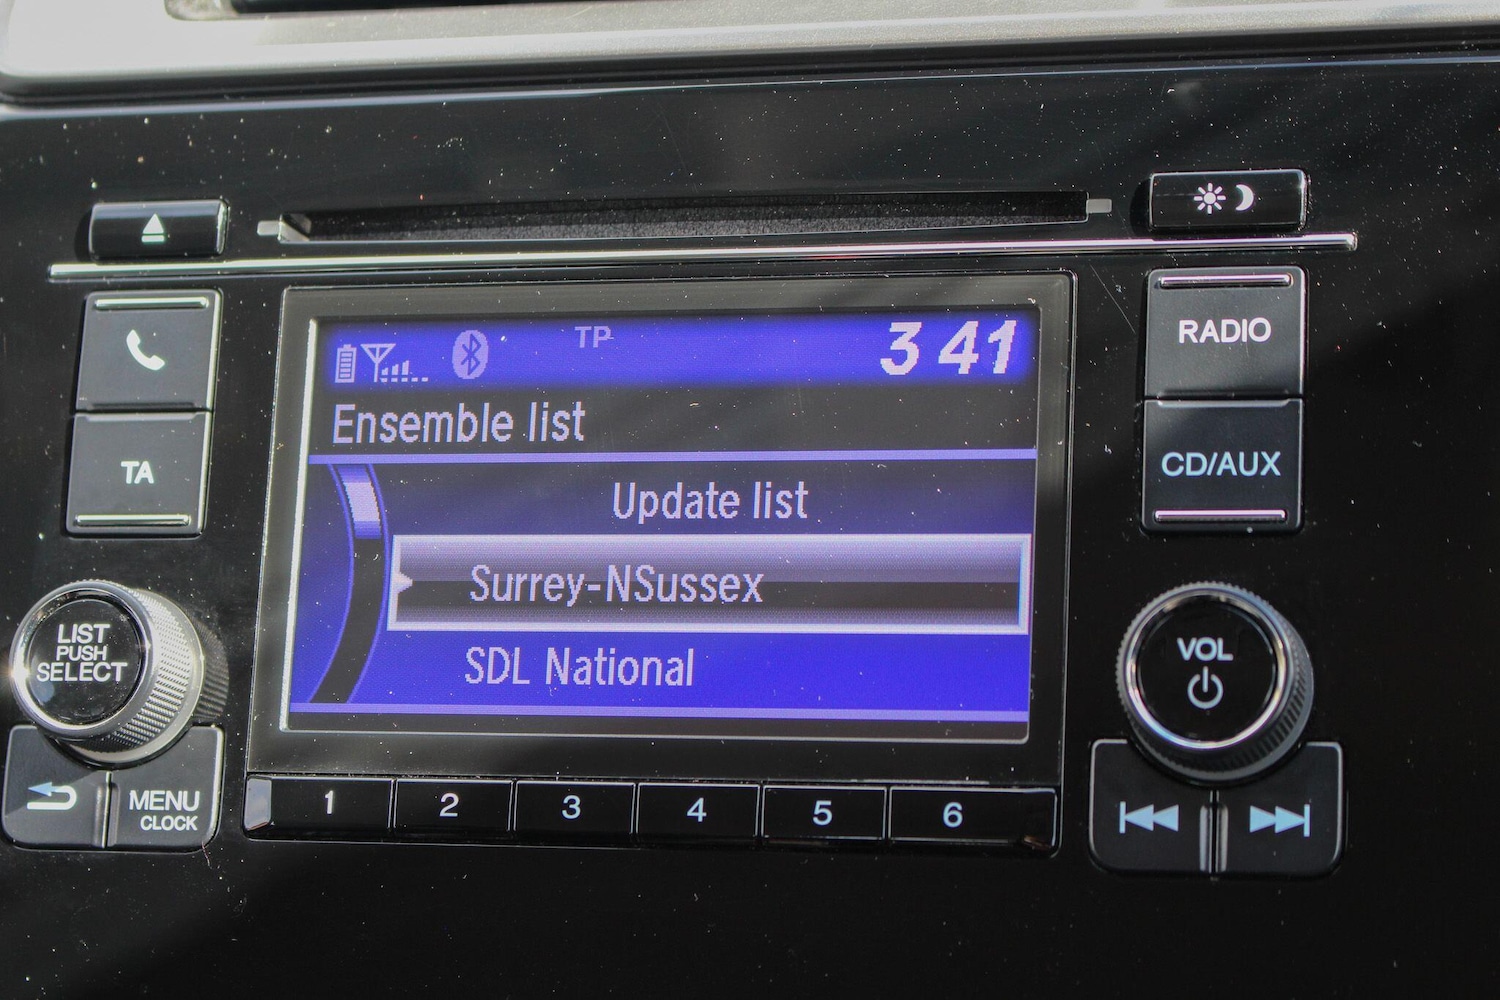 TP
3 41
Ensemble list
Update list
Surrey-NSussex
SDL National
TA
LIST
PUSH
SELECT
MENU
CLOCK
1 2 3 4 5 6
RADIO
CD/AUX
VOL